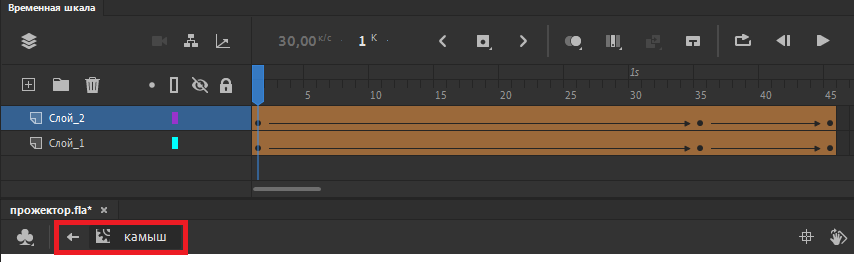 Временная шкала
30,00 к/с 1 К
1s
5 10 15 20 25 30 35 40 45
Слой_2
Слой_1
прожектор.fla* ×
камыш